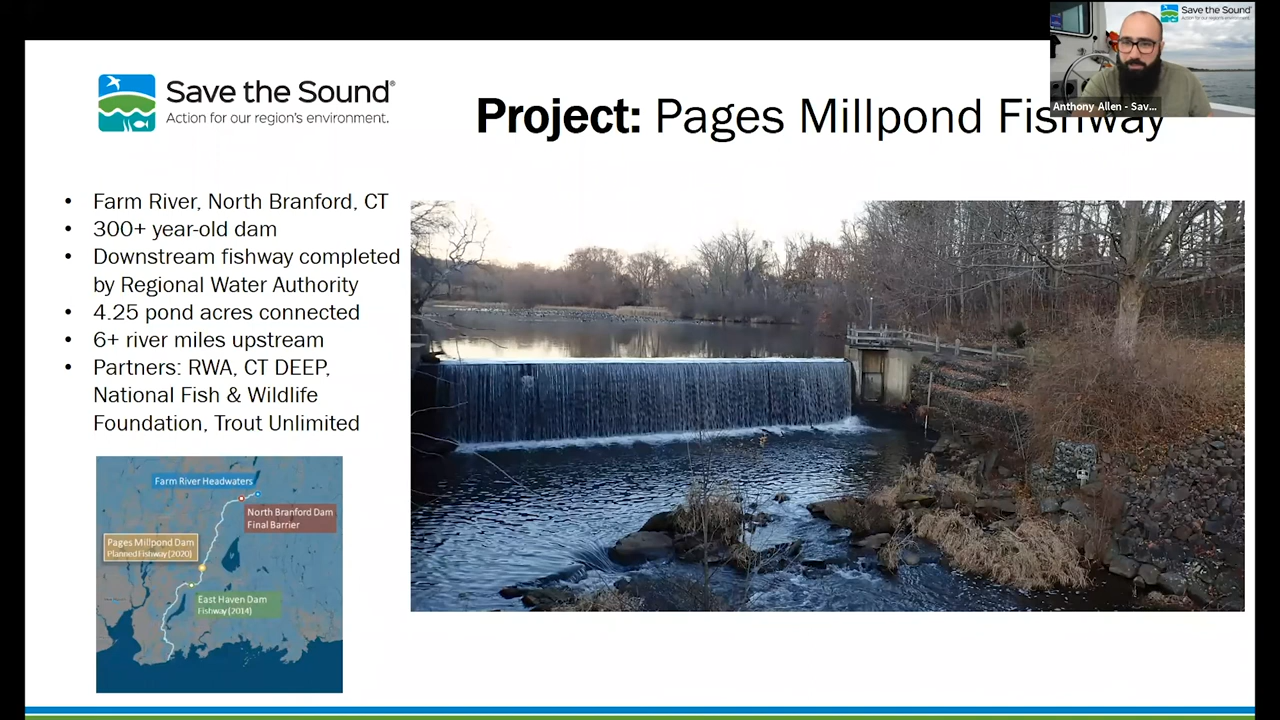 Save the Sound®
Action for our region's environment.
Save the Sound®
Action for our region's environment.
Anthony Allen - Sav...
Project: Pages Millpond Fishway
• Farm River, North Branford, CT
• 300+ year-old dam
• Downstream fishway completed
by Regional Water Authority
• 4.25 pond acres connected
• 6+ river miles upstream
• Partners: RWA, CT DEEP,
National Fish & Wildlife
Foundation, Trout Unlimited
Farm River Headwaters
North Branford Dam
Final Barrier
Pages Millpond Dam
Planned Fishway (2020)
East Haven Dam
Fishway (2014)